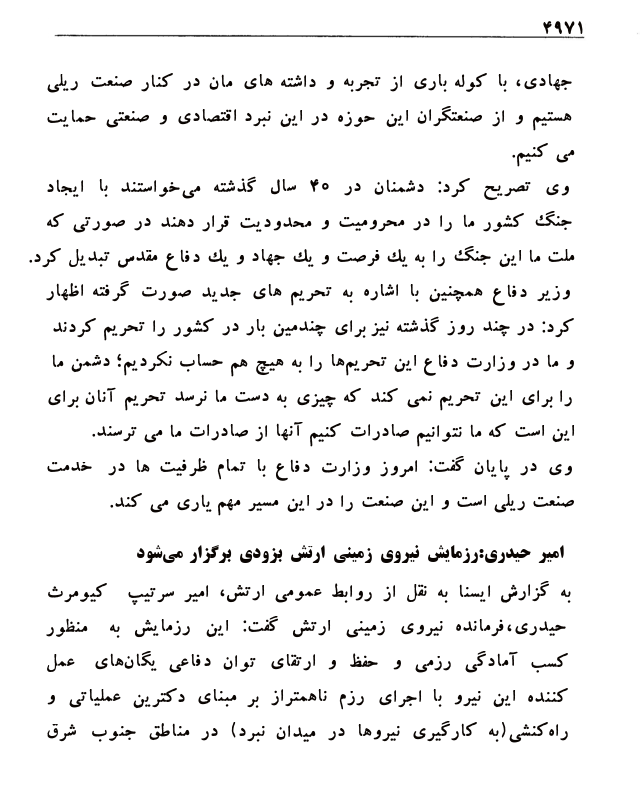 ۴۹۷۱
جهادی، با کوله باری از تجربه و داشته های مان در کنار صنعت ریلی
هستیم و از صنعتگران این حوزه در این نبرد اقتصادی و صنعتی حمایت
می کنیم.
وی تصریح کرد: دشمنان در ۴۰ سال گذشته می‌خواستند با ایجاد
جنگ کشور ما را در محرومیت و محدودیت قرار دهند در صورتی که
ملت ما این جنگ را به یك فرصت و یك جهاد و یك دفاع مقدس تبدیل کرد.
وزیر دفاع همچنین با اشاره به تحریم های جدید صورت گرفته اظهار
کرد: در چند روز گذشته نیز برای چندمین بار در کشور را تحریم کردند
و ما در وزارت دفاع این تحریم‌ها را به هیچ هم حساب نکردیم؛ دشمن ما
را برای این تحریم نمی کند که چیزی به دست ما نرسد تحریم آنان برای
این است که ما نتوانیم صادرات کنیم آنها از صادرات ما می ترسند.
وی در پایان گفت: امروز وزارت دفاع با تمام ظرفیت ها در خدمت
صنعت ریلی است و این صنعت را در این مسیر مهم یاری می کند.
امیر حیدری:رزمایش نیروی زمینی ارتش بزودی برگزار می‌شود
به گزارش ایسنا به نقل از روابط عمومی ارتش، امیر سرتیپ کیومرث
حیدری،فرمانده نیروی زمینی ارتش گفت: این رزمایش به منظور
کسب آمادگی رزمی و حفظ و ارتقای توان دفاعی یگان‌های عمل
کننده این نیرو با اجرای رزم ناهمتراز بر مبنای دکترین عملیاتی و
راه‌کنشی(به کارگیری نیروها در میدان نبرد) در مناطق جنوب شرق